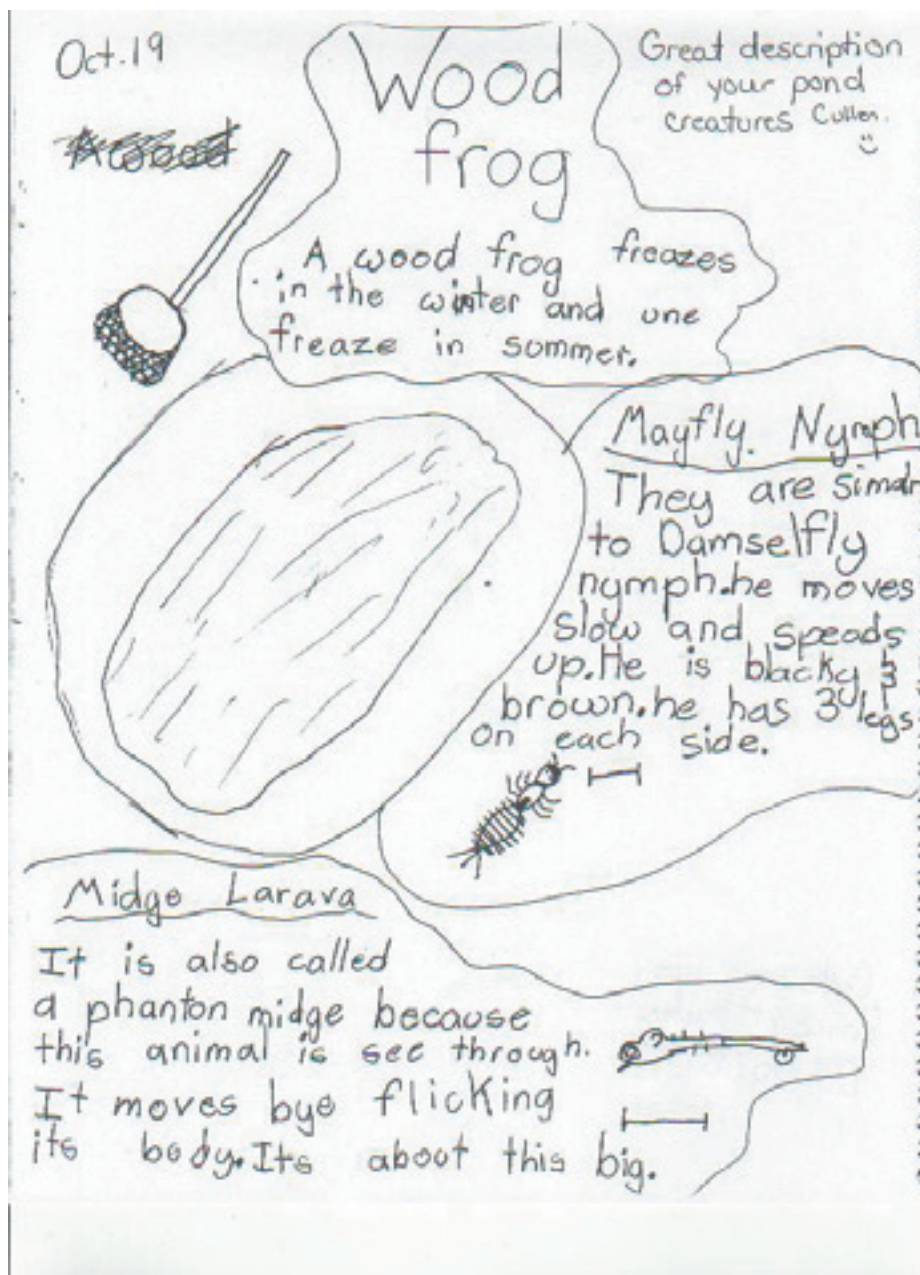 Oct.19
Wood
frog
Great description
of your pond
creatures Cullen.
A wood frog freazes
in the winter and une
freaze in sommer.
Mayfly. Nymph
They are simalr
to Damselfly
nymph.he moves
slow and speads
up.He is blacky &
brown.he has 3 legs
on each side.
Midge Larava
It is also called
a phanton midge because
this animal is see through.
It moves bye flicking
its body.Its about this big.